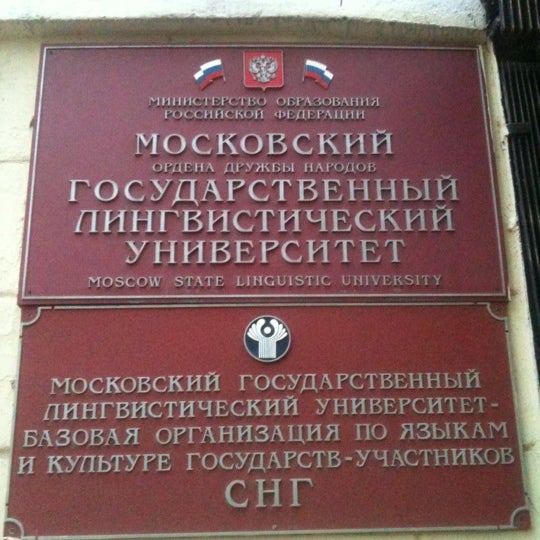 МИНИСТЕРСТВО ОБРАЗОВАНИЯ
РОССИЙСКОЙ ФЕДЕРАЦИИ
МОСКОВСКИЙ
ОРДЕНА ДРУЖБЫ НАРОДОВ
ГОСУДАРСТВЕННЫЙ
ЛИНГВИСТИЧЕСКИЙ
УНИВЕРСИТЕТ
MOSCOW STATE LINGUISTIC UNIVERSITY
МОСКОВСКИЙ ГОСУДАРСТВЕННЫЙ
ЛИНГВИСТИЧЕСКИЙ УНИВЕРСИТЕТ-
БАЗОВАЯ ОРГАНИЗАЦИЯ ПО ЯЗЫКАМ
И КУЛЬТУРЕ ГОСУДАРСТВ-УЧАСТНИКОВ
СНГ